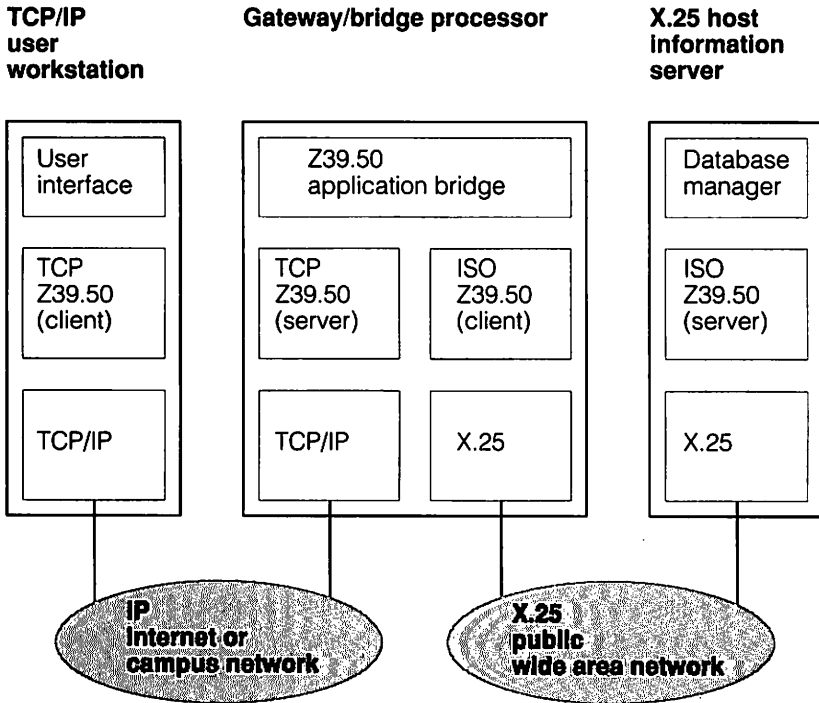 TCP/IP
user
workstation
Gateway/bridge processor
X.25 host
information
server
User
interface
TCP
Z39.50
(client)
TCP/IP
Z39.50
application bridge
TCP
Z39.50
(server)
ISO
Z39.50
(client)
TCP/IP
X.25
Database
manager
ISO
Z39.50
(server)
X.25
IP
Internet or
campus network
X.25
public
wide area network